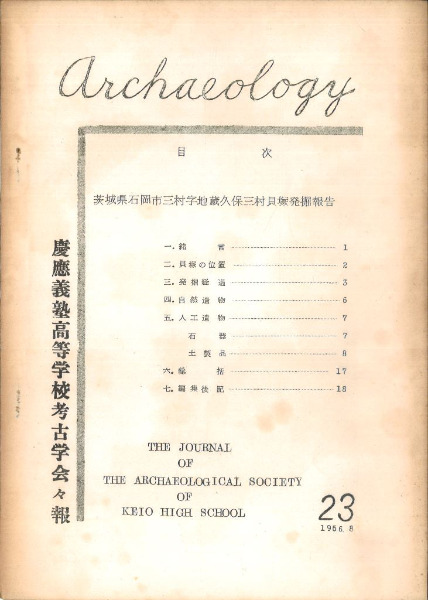 Archaeology
目 次
茨城県石岡市三村字地蔵久保三村貝塚発掘報告
一. 緒 言 1
二. 貝塚の位置 2
三. 発掘経過 3
四. 自然遺物 6
五. 人工遺物 7
石 器 7
土製品 8
六. 総 括 17
七. 編集後記 18
慶應義塾高等学校考古学会々報
THE JOURNAL
OF
THE ARCHAEOLOGICAL SOCIETY
OF
KEIO HIGH SCHOOL
23
1966. 8